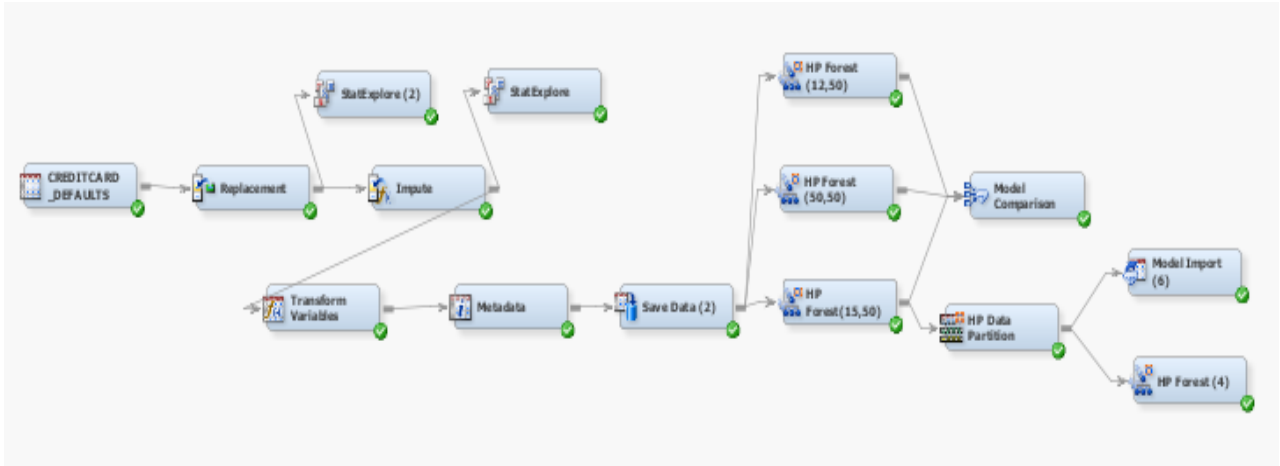 StatExplore (2)
StatExplore
HP Forest
(12,50)
CREDITCARD
_DEFAULTS
Replacement
Impute
HP Forest
(50,50)
Model
Comparison
Transform
Variables
Metadata
Save Data (2)
HP
Forest(15,50)
HP Data
Partition
Model Import
(6)
HP Forest (4)